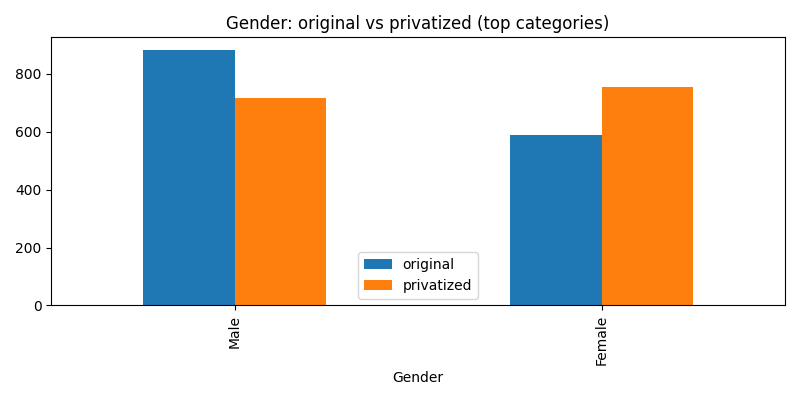 Gender: original vs privatized (top categories)
800
600
400
200
0
original
privatized
Male
Female
Gender